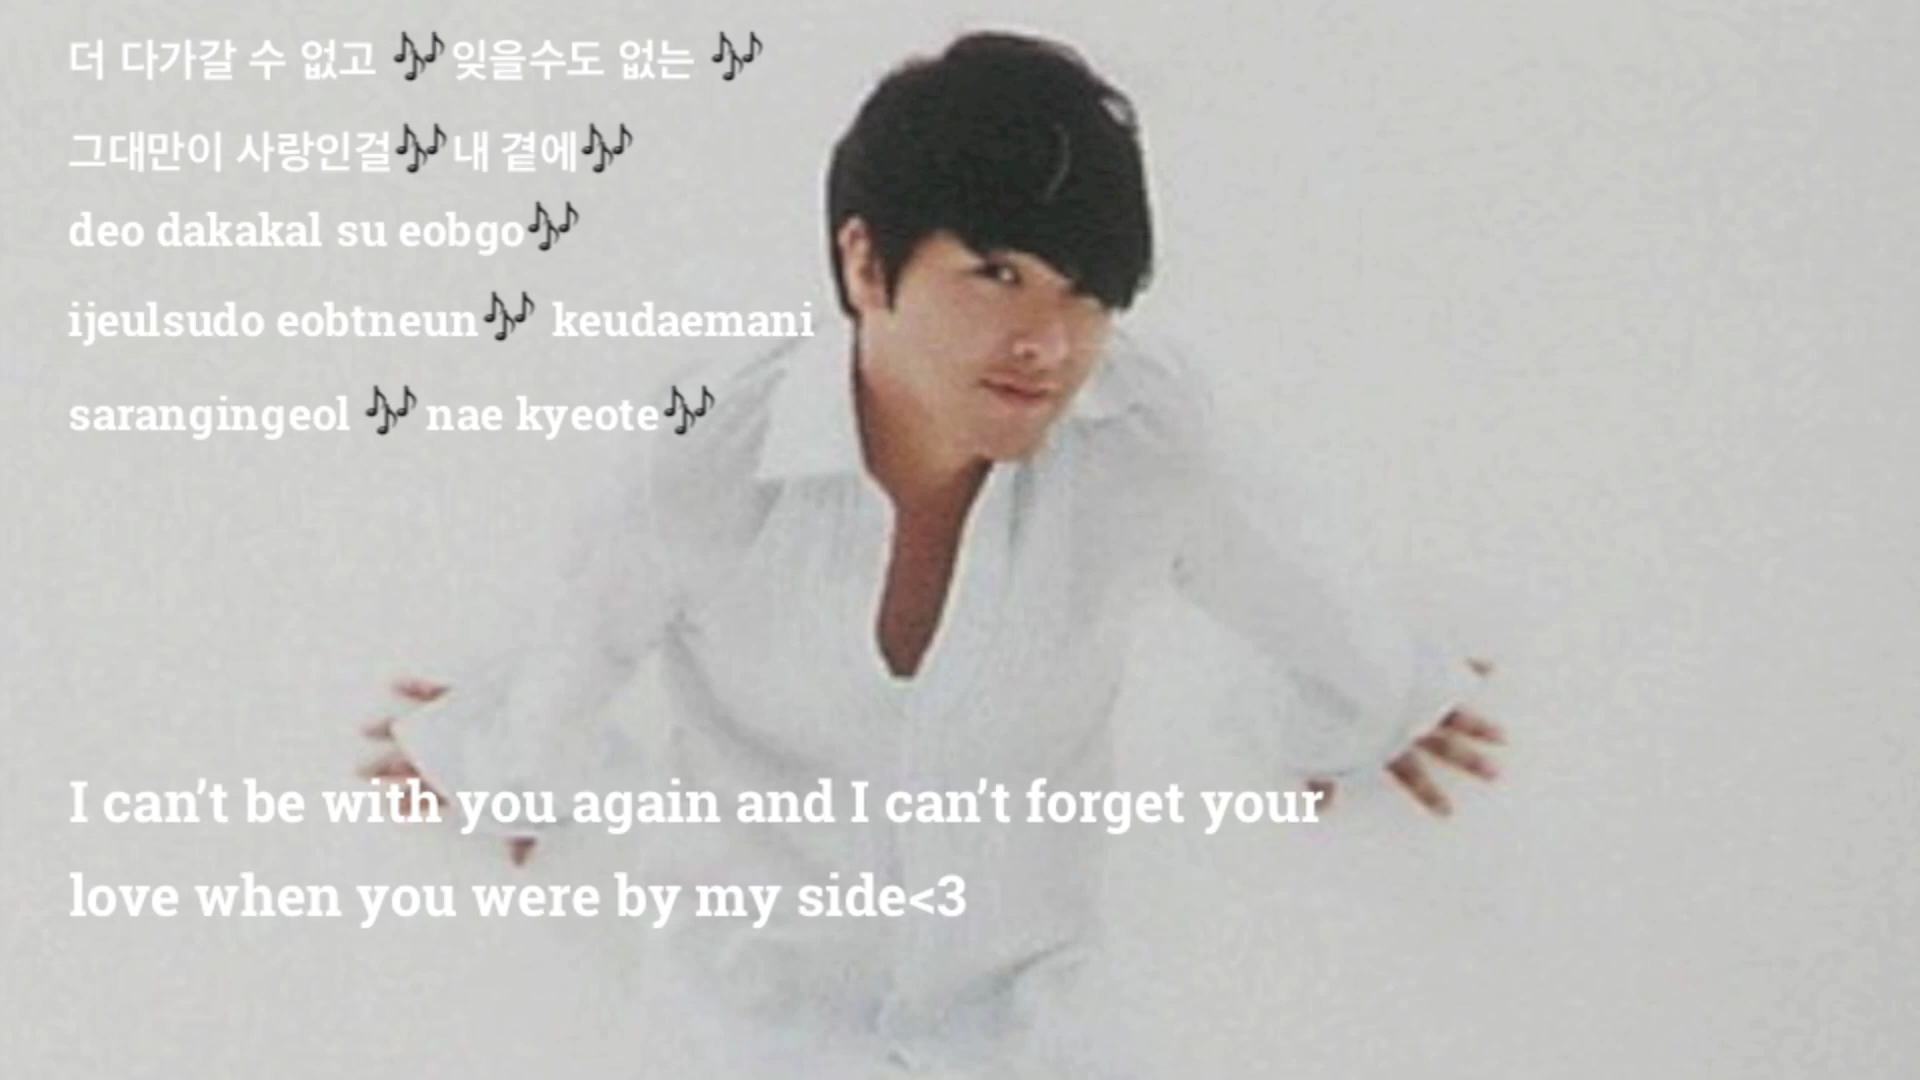 더 다가갈 수 없고 🎶잊을수도 없는 🎶
그대만이 사랑인걸🎶내 곁에🎶
deo dakakal su eobgo🎶
ijeulsudo eobtneun🎶 keudaemani
sarangingeol 🎶nae kyeote🎶
I can't be with you again and I can't forget your
love when you were by my side<3